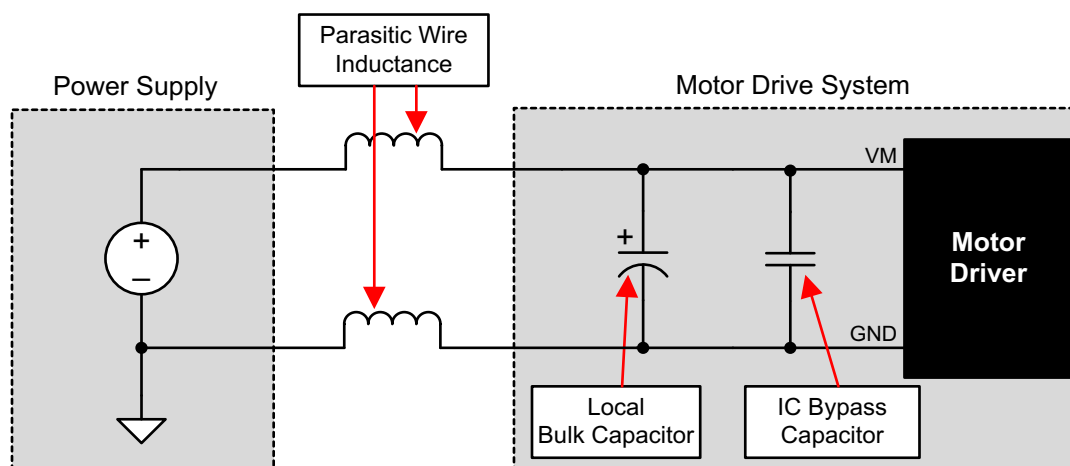 Parasitic Wire
Inductance
Power Supply
Motor Drive System
VM
+
+
–
Motor
Driver
GND
Local
Bulk Capacitor
IC Bypass
Capacitor